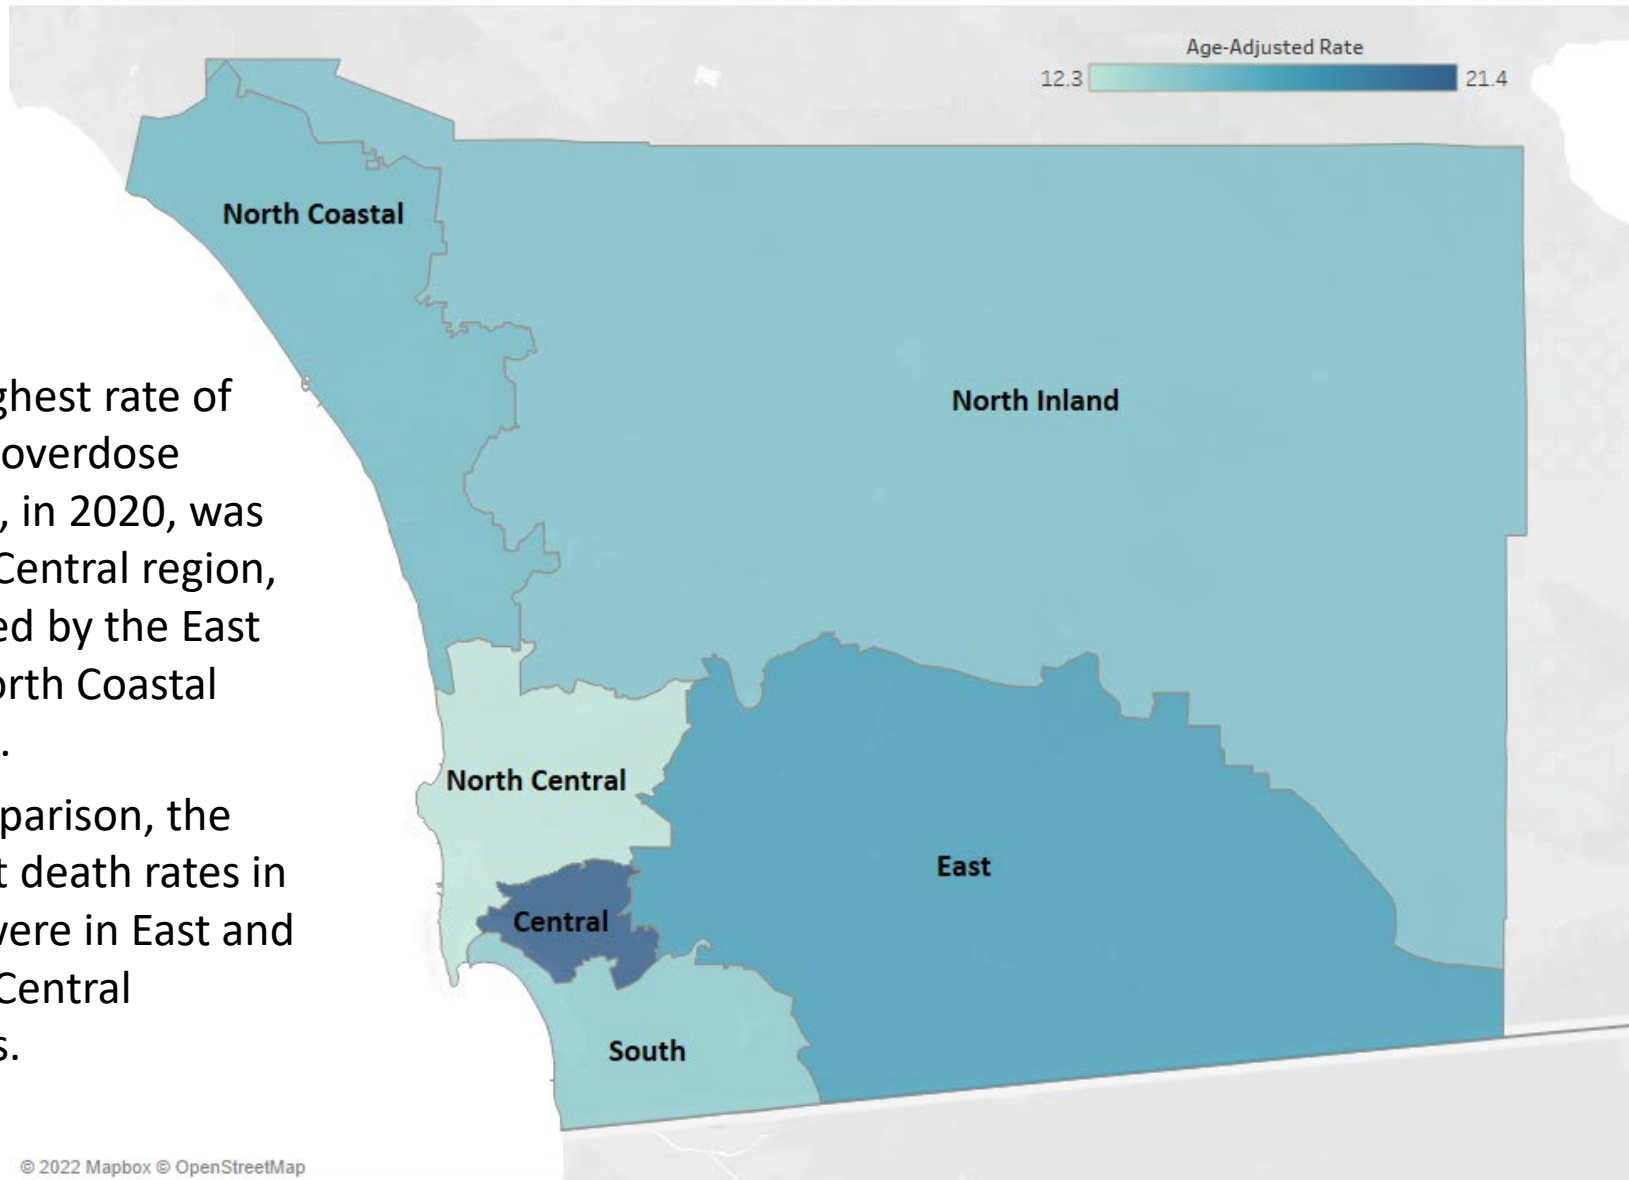 Age-Adjusted Rate
12.3
21.4
North Coastal
North Inland
ghest rate of
overdose
, in 2020, was
Central region,
ed by the East
orth Coastal
.
parison, the
t death rates in
were in East and
Central
s.
North Central
East
Central
South
© 2022 Mapbox © OpenStreetMap